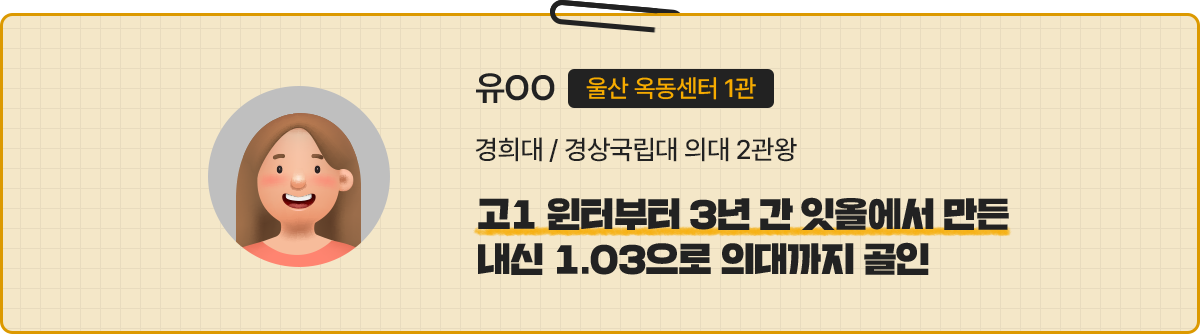 유OO 울산 옥동센터 1관
경희대 / 경상국립대 의대 2관왕
고1 윈터부터 3년 간 잇올에서 만든
내신 1.03으로 의대까지 골인